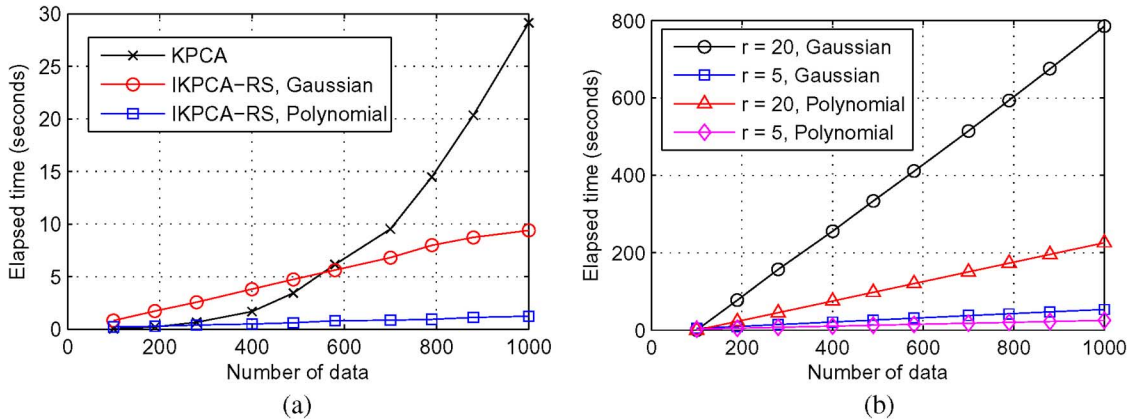 30
25
20
15
10
5
0
Elapsed time (seconds)
KPCA
IKPCA−RS, Gaussian
IKPCA−RS, Polynomial
0 200 400 600 800 1000
Number of data
(a)
800
600
400
200
0
Elapsed time (seconds)
r = 20, Gaussian
r = 5, Gaussian
r = 20, Polynomial
r = 5, Polynomial
0 200 400 600 800 1000
Number of data
(b)